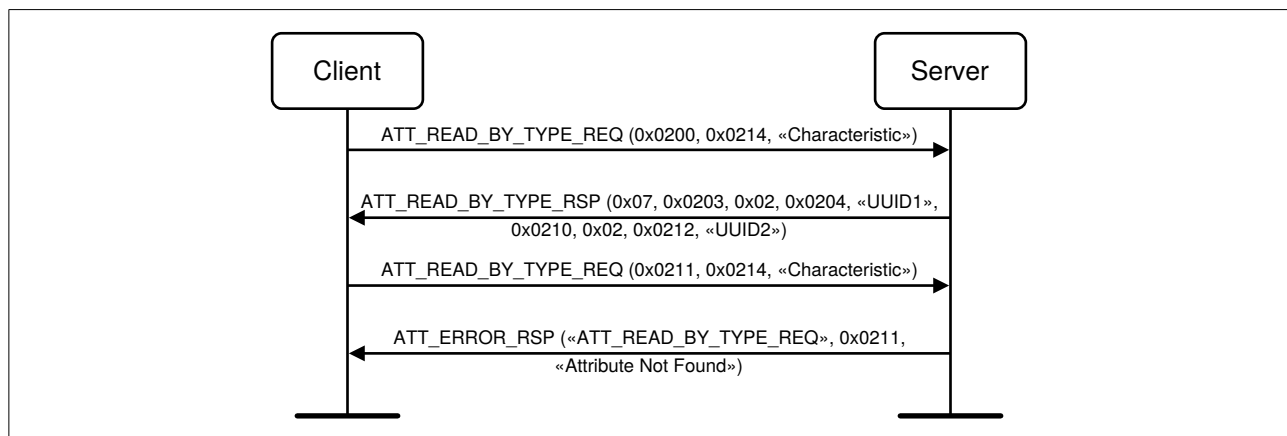 Client
Server
ATT_READ_BY_TYPE_REQ (0x0200, 0x0214, «Characteristic»)
ATT_READ_BY_TYPE_RSP (0x07, 0x0203, 0x02, 0x0204, «UUID1»,
0x0210, 0x02, 0x0212, «UUID2»)
ATT_READ_BY_TYPE_REQ (0x0211, 0x0214, «Characteristic»)
ATT_ERROR_RSP («ATT_READ_BY_TYPE_REQ», 0x0211,
«Attribute Not Found»)